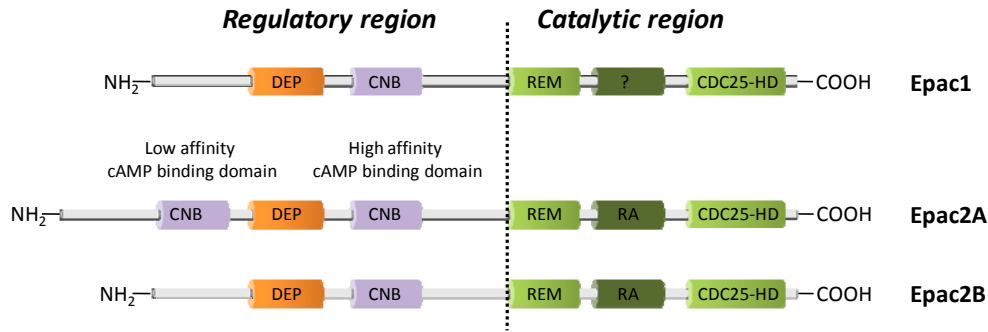 Regulatory region Catalytic region
NH2 DEP CNB REM ? CDC25-HD COOH Epac1
Low affinity
cAMP binding domain
High affinity
cAMP binding domain
NH2 CNB DEP CNB REM RA CDC25-HD COOH Epac2A
NH2 DEP CNB REM RA CDC25-HD COOH Epac2B